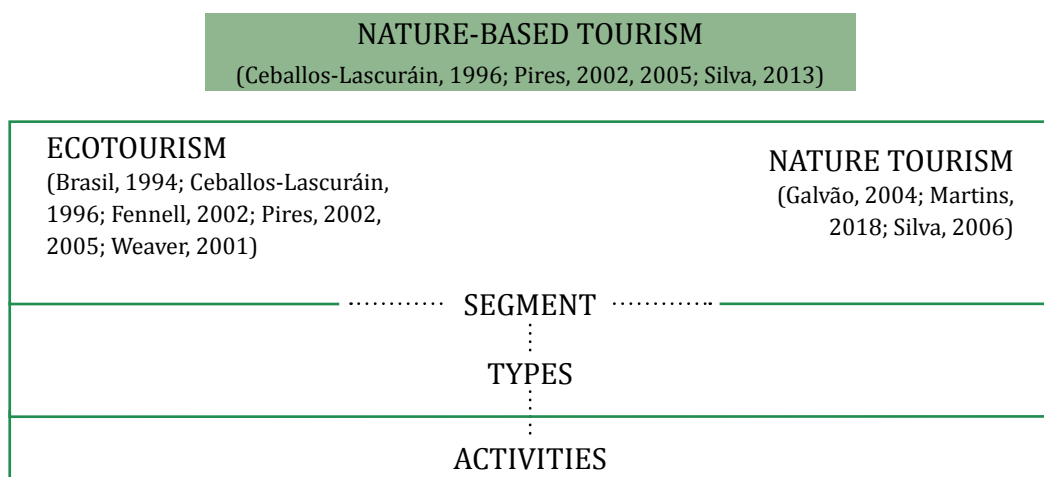 NATURE-BASED TOURISM
(Ceballos-Lascuráin, 1996; Pires, 2002, 2005; Silva, 2013)
ECOTOURISM
(Brasil, 1994; Ceballos-Lascuráin,
1996; Fennell, 2002; Pires, 2002,
2005; Weaver, 2001)
NATURE TOURISM
(Galvão, 2004; Martins,
2018; Silva, 2006)
SEGMENT
TYPES
ACTIVITIES